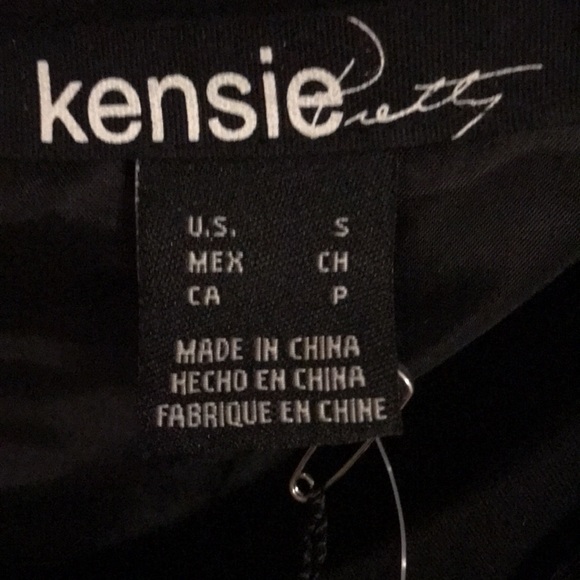 kensie Pretty
U.S. S
MEX CH
CA P
MADE IN CHINA
HECHO EN CHINA
FABRIQUE EN CHINE